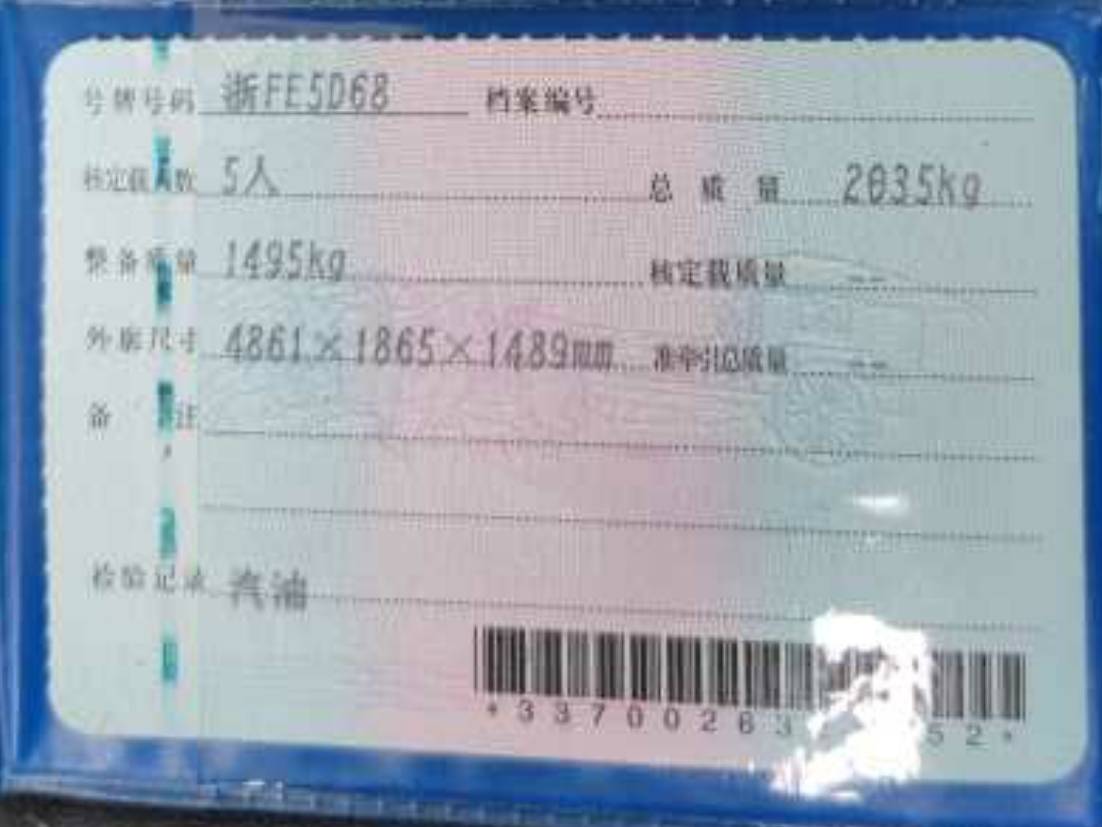 号牌号码 浙FE5D68 档案编号
核定载人数 5人 总质量 2035kg
整备质量 1495kg 核定载质量 --
外廓尺寸 4861×1865×1489mm 准牵引总质量 --
备注
检验记录 汽油
*33700263 52*